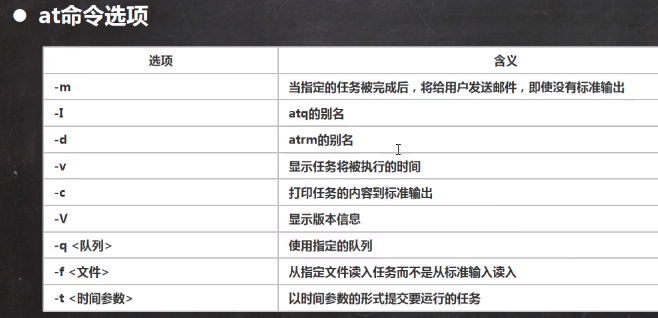 ● at命令选项
选项 含义
-m 当指定的任务被完成后，将给用户发送邮件，即使没有标准输出
-I atq的别名
-d atrm的别名
-v 显示任务将被执行的时间
-c 打印任务的内容到标准输出
-V 显示版本信息
-q <队列> 使用指定的队列
-f <文件> 从指定文件读入任务而不是从标准输入读入
-t <时间参数> 以时间参数的形式提交要运行的任务